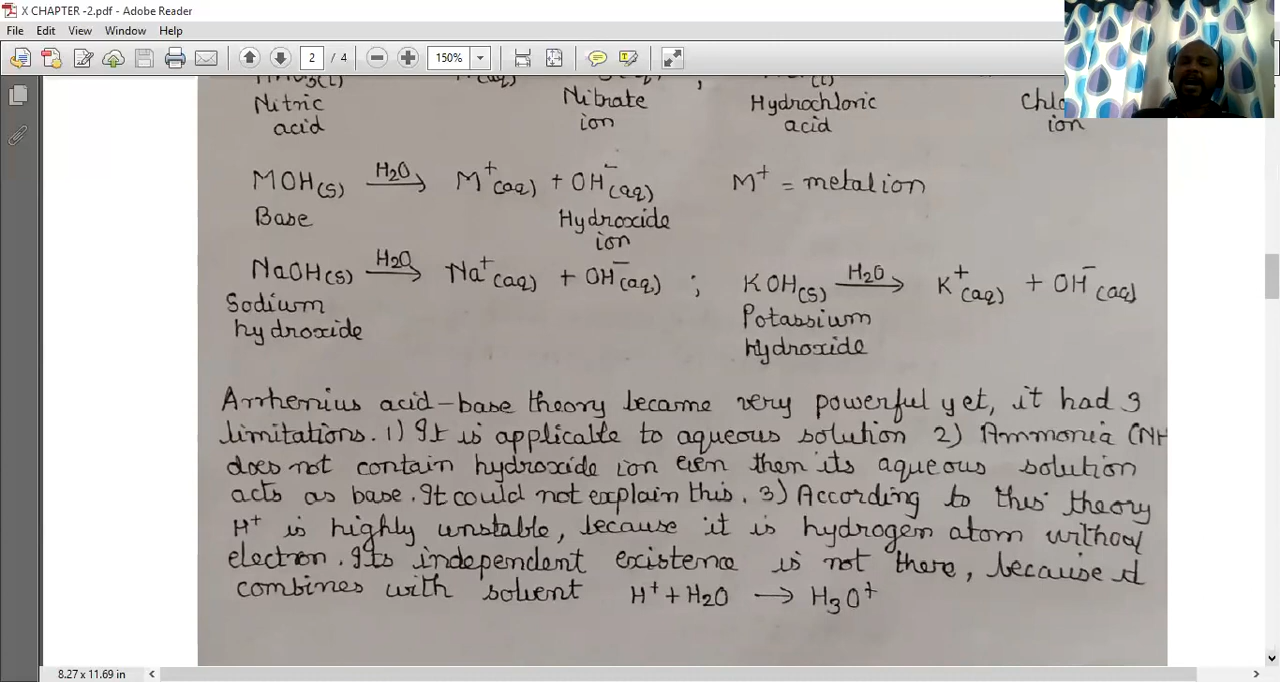 X CHAPTER -2.pdf - Adobe Reader
File Edit View Window Help
2 / 4 150%
Nitric acid
Nitrate ion
Hydrochloric acid
ion
MOH(s) H2O → M+(aq) + OH-(aq) M+ = metal ion
Base Hydroxide ion
NaOH(s) H2O → Na+(aq) + OH-(aq) ; KOH(s) H2O → K+(aq) + OH-(aq)
Sodium hydroxide
Potassium hydroxide
Arrhenius acid-base theory became very powerful yet, it had 3
limitations. 1) It is applicable to aqueous solution 2) Ammonia (NH
does not contain hydroxide ion even then its aqueous solution
acts as base. It could not explain this. 3) According to this theory
H+ is highly unstable, because it is hydrogen atom without
electron. Its independent existence is not there, because it
combines with solvent H+ + H2O → H3O+
8.27 x 11.69 in